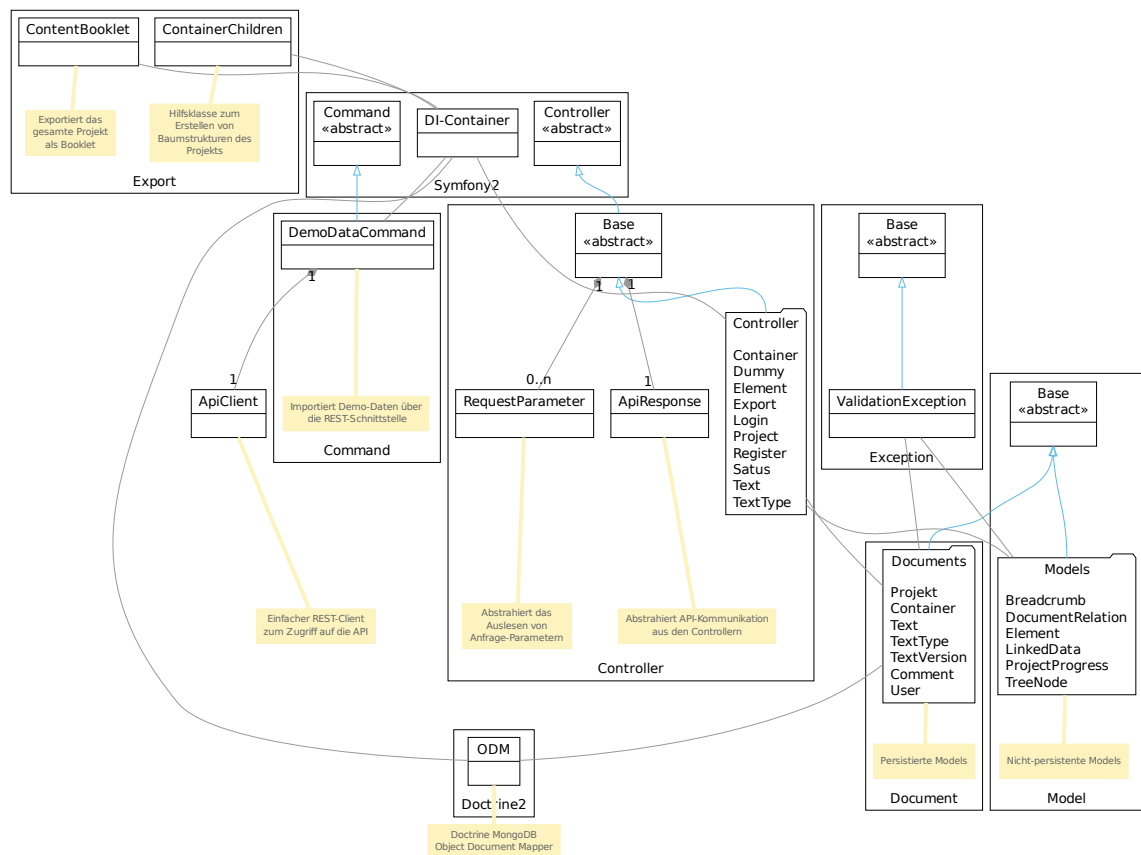 ContentBooklet
ContainerChildren
Exportiert das
gesamte Projekt
als Booklet
Hilfsklasse zum
Erstellen von
Baumstrukturen des
Projekts
Export
Command
«abstract»
DI-Container
Controller
«abstract»
Symfony2
DemoDataCommand
1
1
ApiClient
Importiert Demo-Daten über
die REST-Schnittstelle
Command
Einfacher REST-Client
zum Zugriff auf die API
Base
«abstract»
1
1
0..n
1
RequestParameter
ApiResponse
Controller
Container
Dummy
Element
Export
Login
Project
Register
Satus
Text
TextType
Abstrahiert das
Auslesen von
Anfrage-Parametern
Abstrahiert API-Kommunikation
aus den Controllern
Controller
Base
«abstract»
ValidationException
Exception
Base
«abstract»
Documents
Projekt
Container
Text
TextType
TextVersion
Comment
User
Persistierte Models
Document
Models
Breadcrumb
DocumentRelation
Element
LinkedData
ProjectProgress
TreeNode
Nicht-persistente Models
Model
ODM
Doctrine2
Doctrine MongoDB
Object Document Mapper